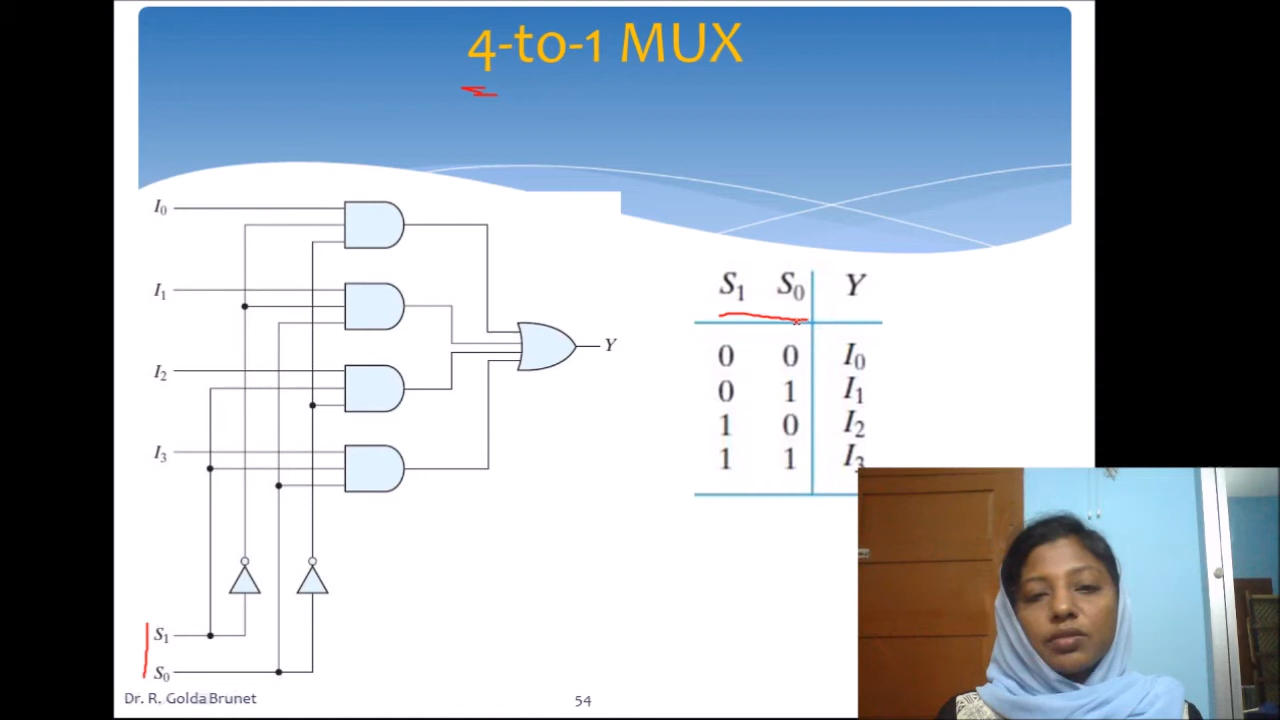 4-to-1 MUX
I0
I1
I2
I3
Y
S1
S0
S1 S0 Y
0 0 I0
0 1 I1
1 0 I2
1 1 I3
Dr. R. Golda Brunet
54